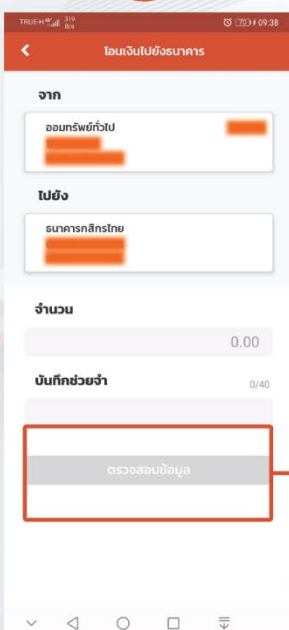 TRUE-H 4G 319 B/s 70 09:38
โอนเงินไปยังธนาคาร
จาก
ออมทรัพย์ทั่วไป
ไปยัง
ธนาคารกสิกรไทย
จำนวน
0.00
บันทึกช่วยจำ 0/40
ตรวจสอบข้อมูล